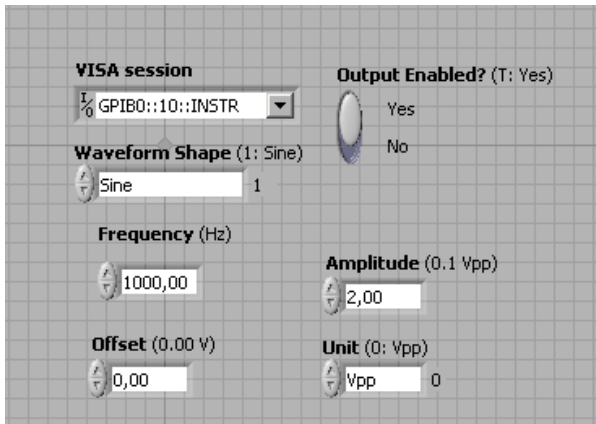 VISA session
Output Enabled? (T: Yes)
I/O GPIB0::10::INSTR
Yes
No
Waveform Shape (1: Sine)
Sine 1
Frequency (Hz)
1000,00
Amplitude (0.1 Vpp)
2,00
Offset (0.00 V)
0,00
Unit (0: Vpp)
Vpp 0